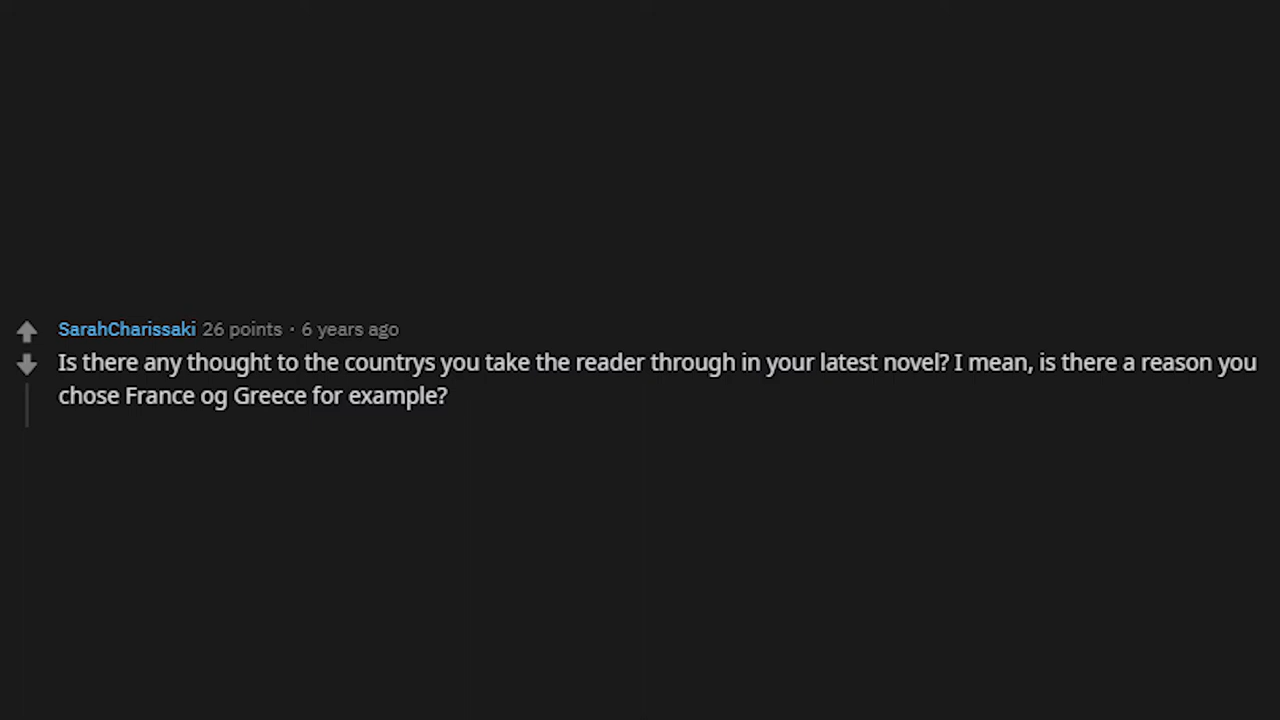 SarahCharissaki 26 points · 6 years ago
Is there any thought to the countrys you take the reader through in your latest novel? I mean, is there a reason you
chose France og Greece for example?